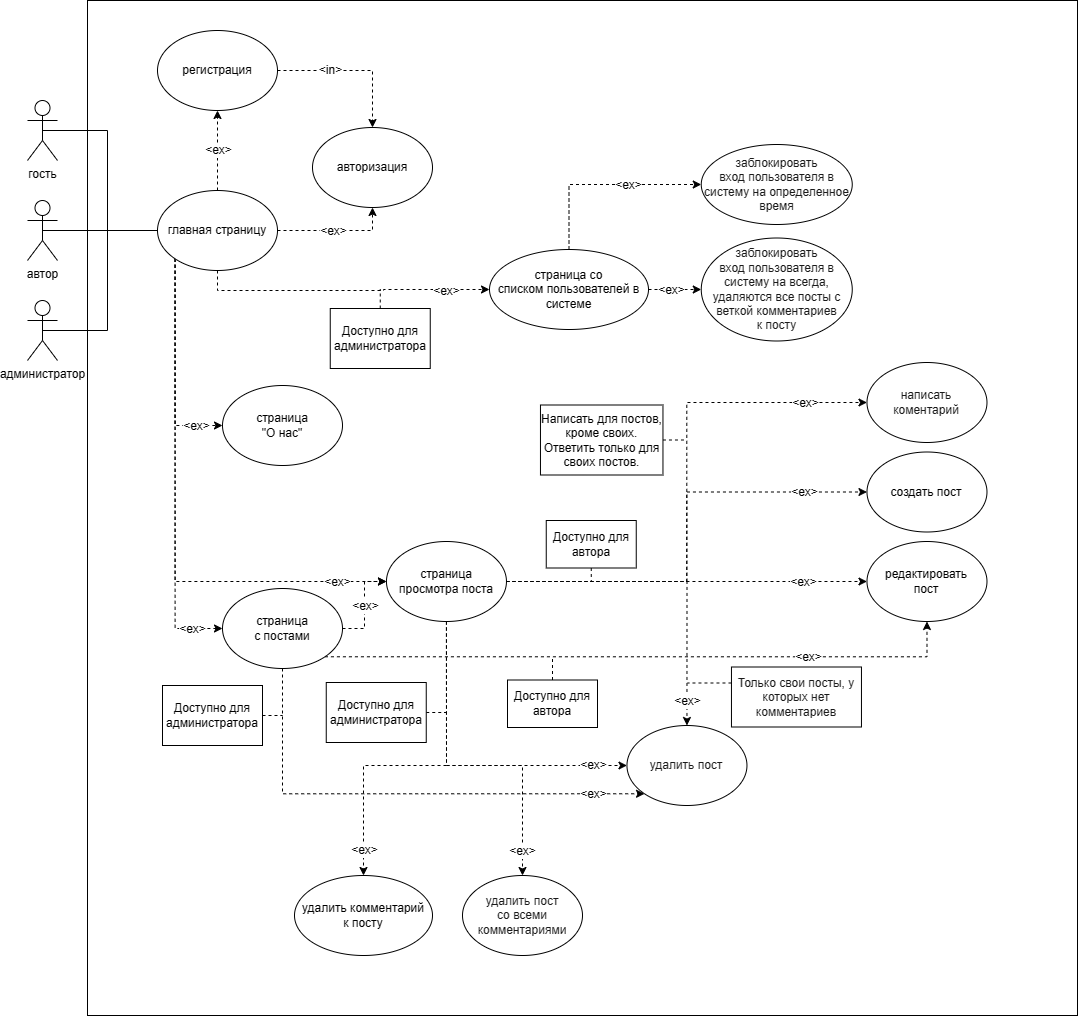 регистрация
<in>
гость
<ex>
авторизация
заблокировать
вход пользователя в
систему на определенное
время
<ex>
главная страницу
<ex>
автор
заблокировать
вход пользователя в
систему на всегда,
удаляются все посты с
веткой комментариев
к посту
страница со
списком пользователей в
системе
<ex>
<ex>
Доступно для
администратора
администратор
страница
"О нас"
<ex>
написать
коментарий
<ex>
Написать для постов,
кроме своих.
Ответить только для
своих постов.
создать пост
<ex>
Доступно для
автора
страница
просмотра поста
<ex>
<ex>
редактировать
пост
<ex>
<ex>
страница
с постами
<ex>
Доступно для
администратора
Доступно для
администратора
Доступно для
автора
Только свои посты, у
которых нет
комментариев
<ex>
<ex>
удалить пост
<ex>
<ex>
<ex>
<ex>
удалить комментарий
к посту
удалить пост
со всеми
комментариями